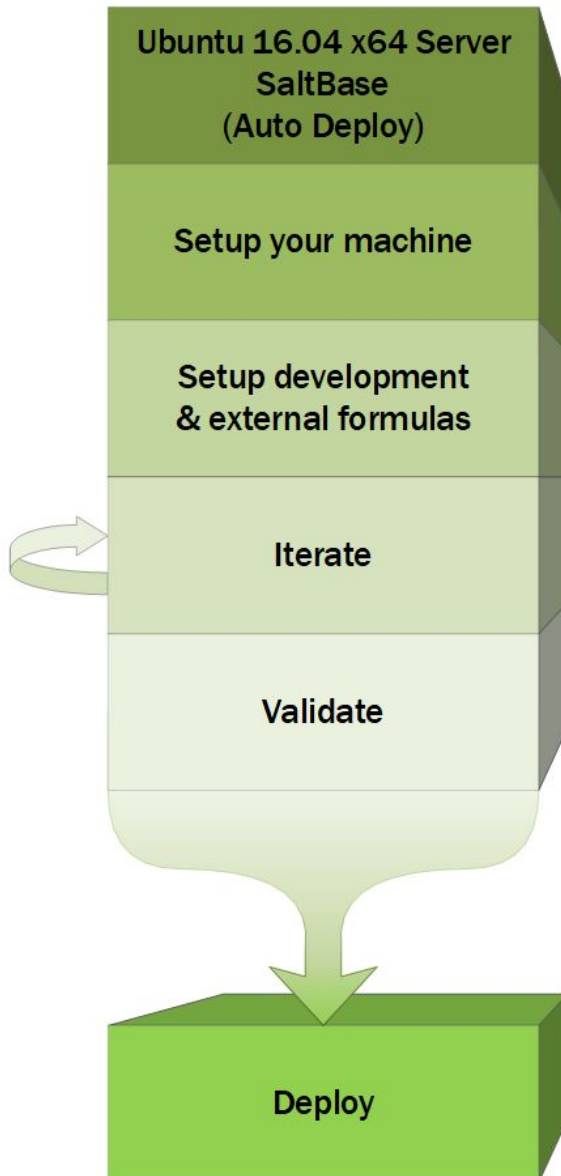 Ubuntu 16.04 x64 Server
SaltBase
(Auto Deploy)
Setup your machine
Setup development
& external formulas
Iterate
Validate
Deploy